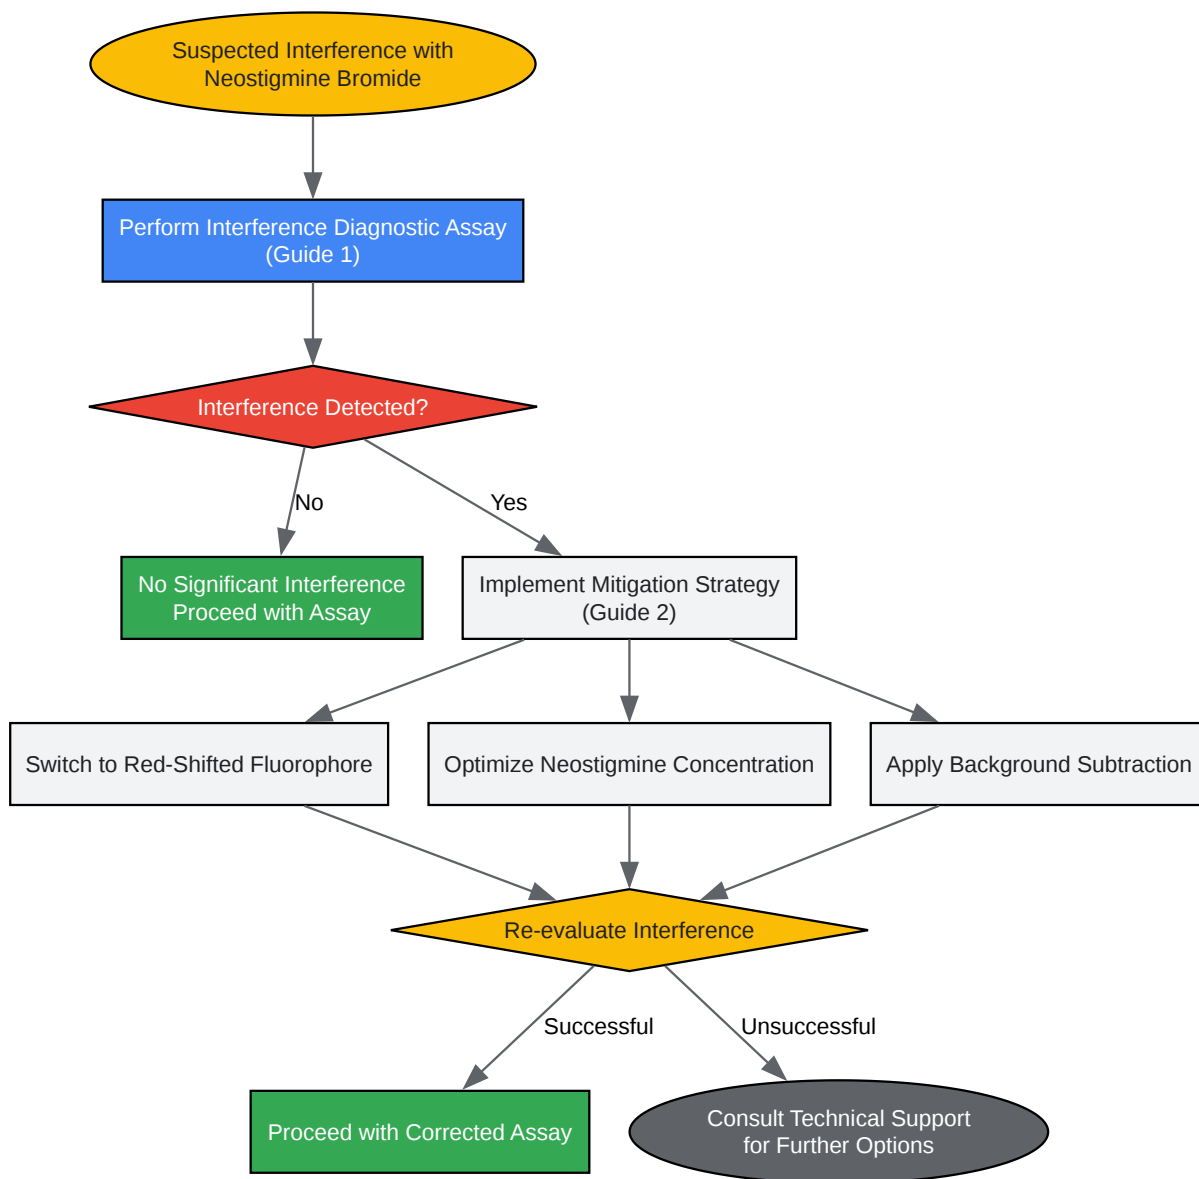 Suspected Interference with
Neostigmine Bromide
Perform Interference Diagnostic Assay
(Guide 1)
Interference Detected?
No
Yes
No Significant Interference
Proceed with Assay
Implement Mitigation Strategy
(Guide 2)
Switch to Red-Shifted Fluorophore
Optimize Neostigmine Concentration
Apply Background Subtraction
Re-evaluate Interference
Successful
Unsuccessful
Proceed with Corrected Assay
Consult Technical Support
for Further Options